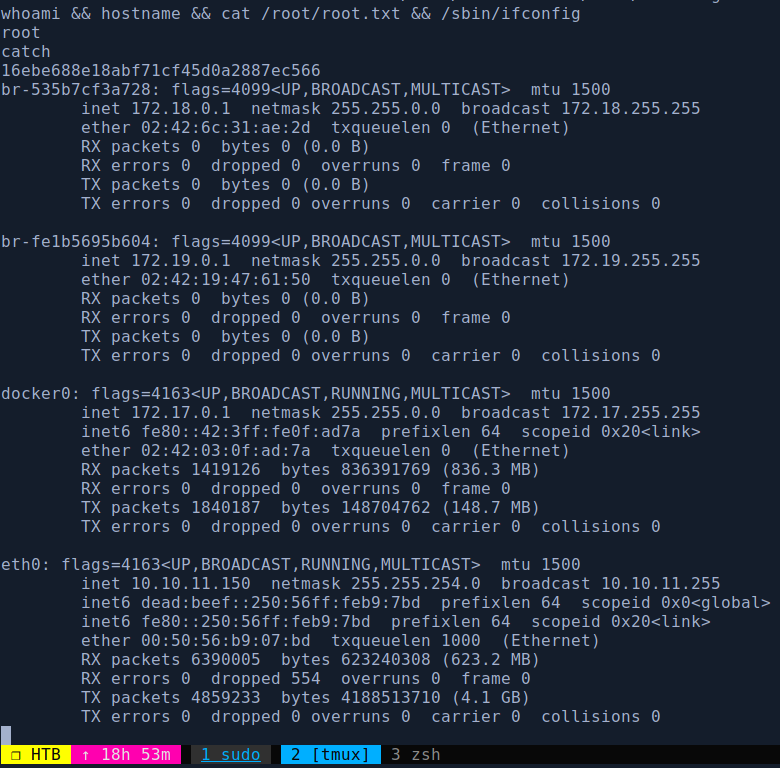 whoami && hostname && cat /root/root.txt && /sbin/ifconfig
root
catch
16ebe688e18abf71cf45d0a2887ec566
br-535b7cf3a728: flags=4099<UP,BROADCAST,MULTICAST>  mtu 1500
        inet 172.18.0.1  netmask 255.255.0.0  broadcast 172.18.255.255
        ether 02:42:6c:31:ae:2d  txqueuelen 0  (Ethernet)
        RX packets 0  bytes 0 (0.0 B)
        RX errors 0  dropped 0  overruns 0  frame 0
        TX packets 0  bytes 0 (0.0 B)
        TX errors 0  dropped 0 overruns 0  carrier 0  collisions 0

br-fe1b5695b604: flags=4099<UP,BROADCAST,MULTICAST>  mtu 1500
        inet 172.19.0.1  netmask 255.255.0.0  broadcast 172.19.255.255
        ether 02:42:19:47:61:50  txqueuelen 0  (Ethernet)
        RX packets 0  bytes 0 (0.0 B)
        RX errors 0  dropped 0  overruns 0  frame 0
        TX packets 0  bytes 0 (0.0 B)
        TX errors 0  dropped 0 overruns 0  carrier 0  collisions 0

docker0: flags=4163<UP,BROADCAST,RUNNING,MULTICAST>  mtu 1500
        inet 172.17.0.1  netmask 255.255.0.0  broadcast 172.17.255.255
        inet6 fe80::42:3ff:fe0f:ad7a  prefixlen 64  scopeid 0x20<link>
        ether 02:42:03:0f:ad:7a  txqueuelen 0  (Ethernet)
        RX packets 1419126  bytes 836391769 (836.3 MB)
        RX errors 0  dropped 0  overruns 0  frame 0
        TX packets 1840187  bytes 148704762 (148.7 MB)
        TX errors 0  dropped 0 overruns 0  carrier 0  collisions 0

eth0: flags=4163<UP,BROADCAST,RUNNING,MULTICAST>  mtu 1500
        inet 10.10.11.150  netmask 255.255.254.0  broadcast 10.10.11.255
        inet6 dead:beef::250:56ff:feb9:7bd  prefixlen 64  scopeid 0x0<global>
        inet6 fe80::250:56ff:feb9:7bd  prefixlen 64  scopeid 0x20<link>
        ether 00:50:56:b9:07:bd  txqueuelen 1000  (Ethernet)
        RX packets 6390005  bytes 623240308 (623.2 MB)
        RX errors 0  dropped 554  overruns 0  frame 0
        TX packets 4859233  bytes 4188513710 (4.1 GB)
        TX errors 0  dropped 0 overruns 0  carrier 0  collisions 0
❐ HTB ↑ 18h 53m 1 sudo 2 [tmux] 3 zsh